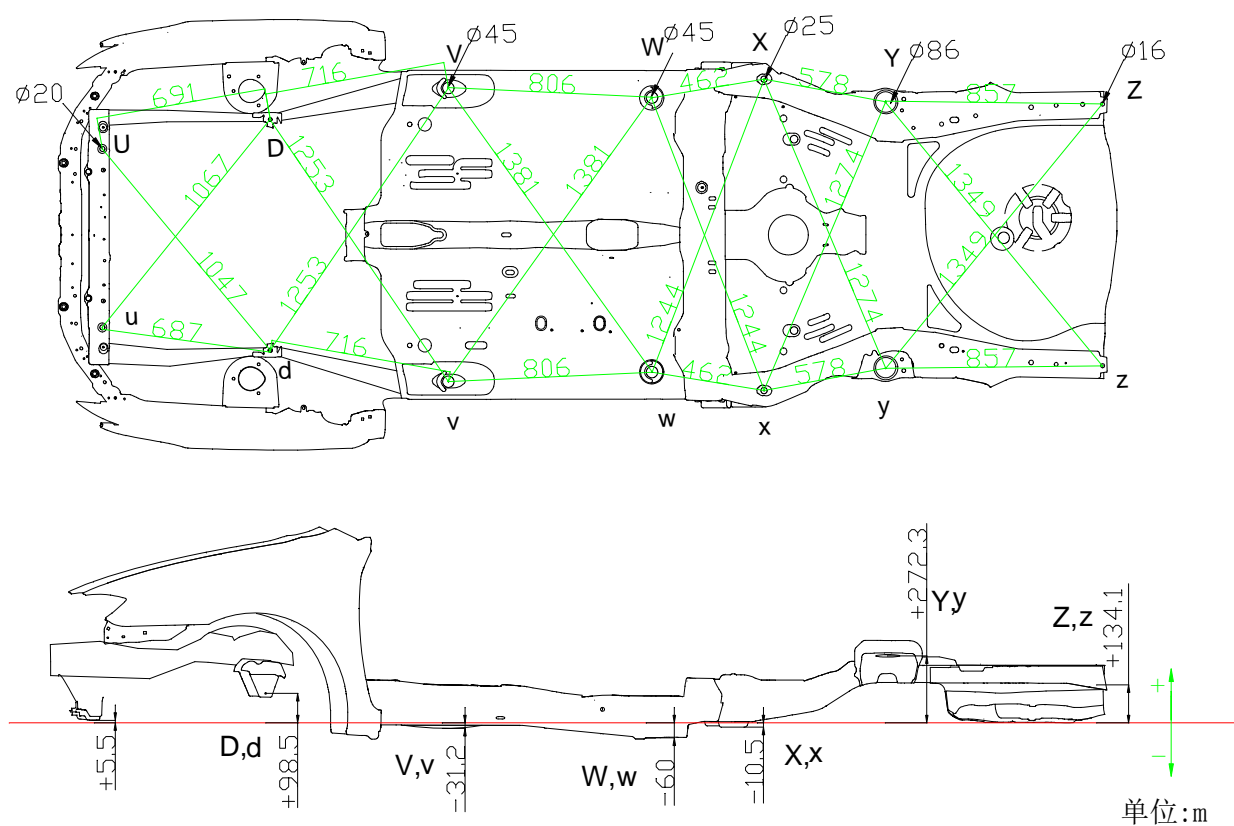 V ø45
W ø45
X ø25
Y ø86
ø16
Z
ø20
691
716
806
462
578
857
U
D
1253
1067
1381
1381
1274
1349
1047
1253
1244
1244
1274
1349
u
687
d
716
806
462
578
857
v
w
x
y
z
+272.3
Y,y
Z,z
+134.1
+
−
+5.5
D,d
+98.5
V,v
-31.2
W,w
-60
-10.5
X,x
单位:m